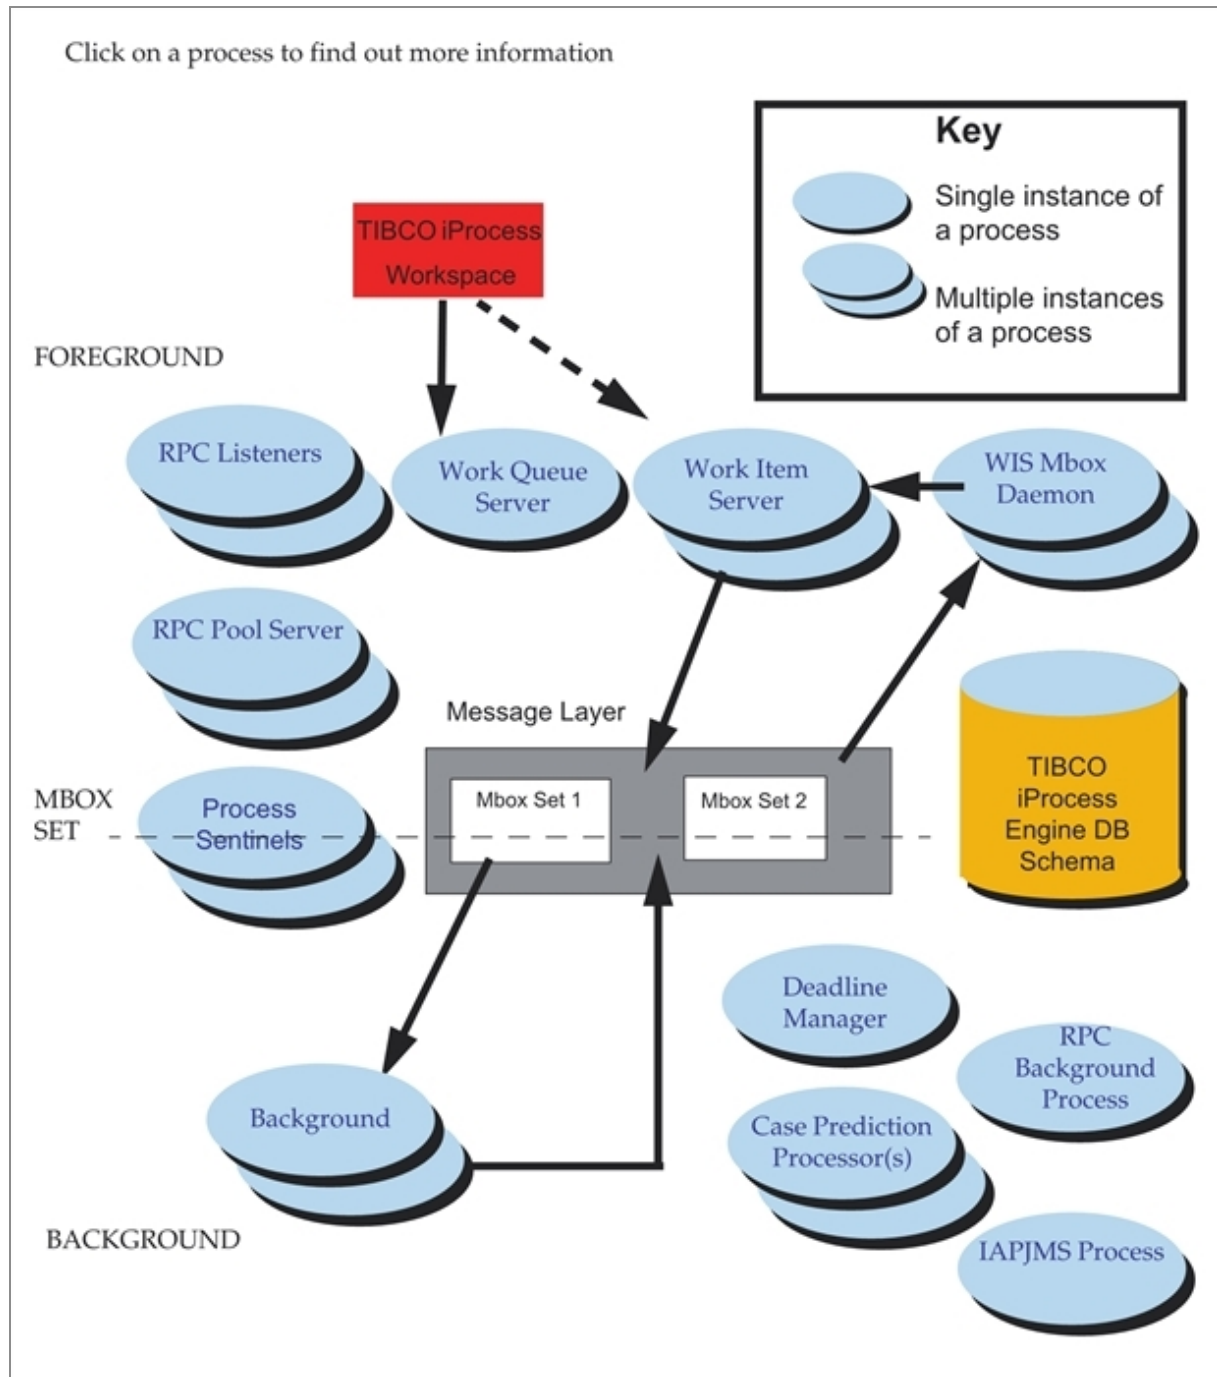 Click on a process to find out more information
Key
Single instance of
a process
Multiple instances
of a process
TIBCO iProcess
Workspace
FOREGROUND
RPC Listeners
Work Queue
Server
Work Item
Server
WIS Mbox
Daemon
RPC Pool Server
Message Layer
MBOX
SET
Process
Sentinels
Mbox Set 1
Mbox Set 2
TIBCO
iProcess
Engine DB
Schema
Deadline
Manager
RPC
Background
Process
Background
Case Prediction
Processor(s)
BACKGROUND
IAPJMS Process